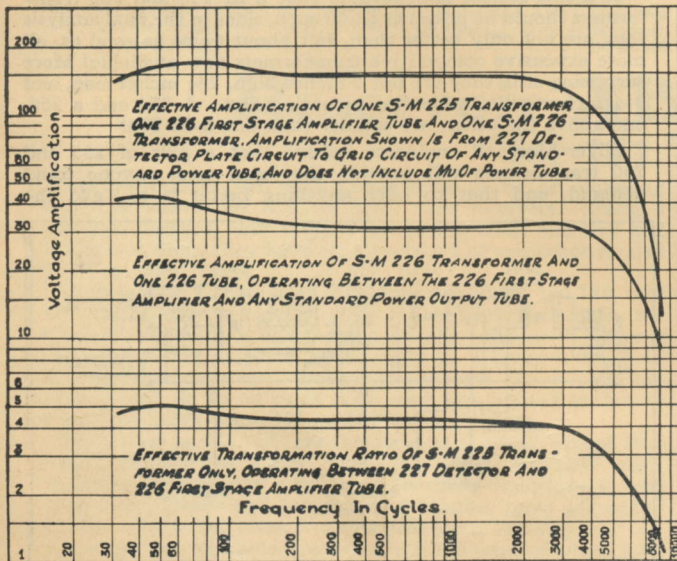 200
100
80
60
50
40
30
20
10
6
5
4
3
2
1
Voltage Amplification
EFFECTIVE AMPLIFICATION OF ONE S-M 225 TRANSFORMER
ONE 226 FIRST STAGE AMPLIFIER TUBE AND ONE S-M 226
TRANSFORMER. AMPLIFICATION SHOWN IS FROM 227 DE-
TECTOR PLATE CIRCUIT TO GRID CIRCUIT OF ANY STAND-
ARD POWER TUBE, AND DOES NOT INCLUDE MU OF POWER TUBE.
EFFECTIVE AMPLIFICATION OF S-M 226 TRANSFORMER AND
ONE 226 TUBE, OPERATING BETWEEN THE 226 FIRST STAGE
AMPLIFIER AND ANY STANDARD POWER OUTPUT TUBE.
EFFECTIVE TRANSFORMATION RATIO OF S-M 225 TRANS-
FORMER ONLY, OPERATING BETWEEN 227 DETECTOR AND
226 FIRST STAGE AMPLIFIER TUBE.
Frequency In Cycles.
20
30
40
50
60
100
200
300
400
500
1000
2000
3000
4000
5000